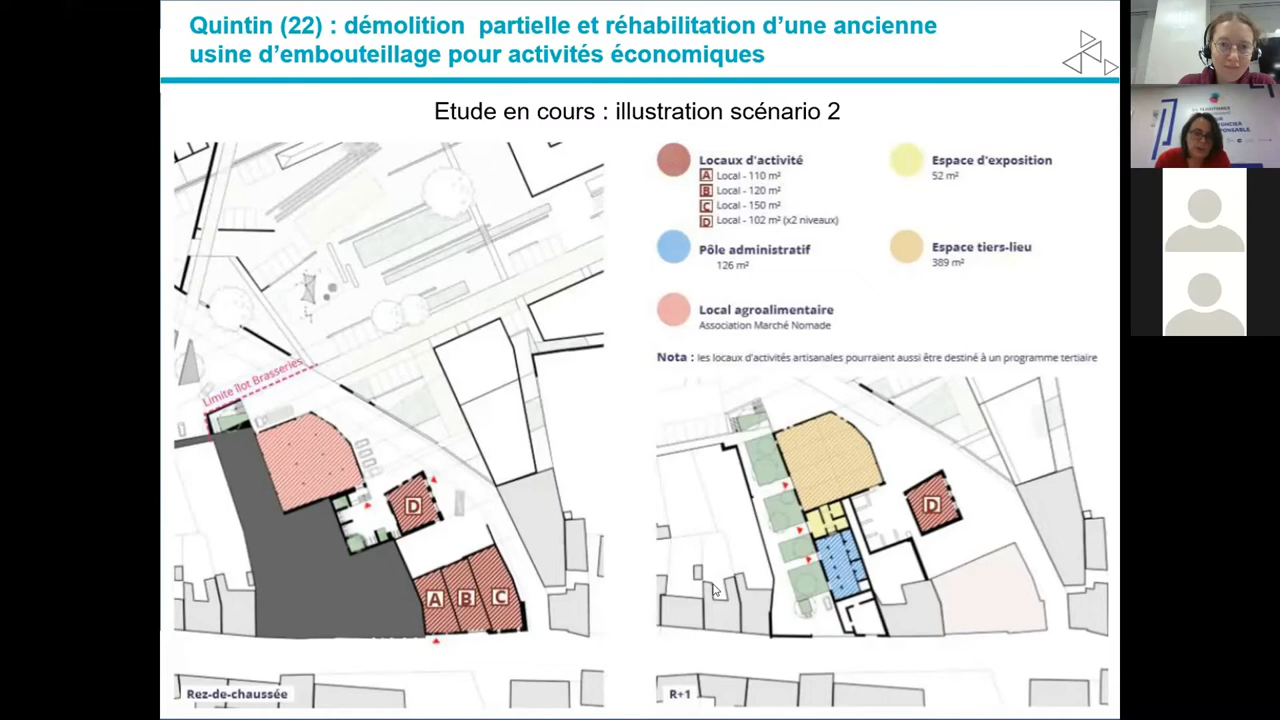 Quintin (22) : démolition  partielle et réhabilitation d’une ancienne
usine d’embouteillage pour activités économiques
Etude en cours : illustration scénario 2
Locaux d'activité
A Local - 110 m²
B Local - 120 m²
C Local - 150 m²
D Local - 102 m² (x2 niveaux)
Pôle administratif
126 m²
Local agroalimentaire
Association Marché Nomade
Espace d'exposition
52 m²
Espace tiers-lieu
389 m²
Nota : les locaux d'activités artisanales pourraient aussi être destiné à un programme tertiaire
Limite îlot Brasseries
D
A B C
Rez-de-chaussée
D
R+1